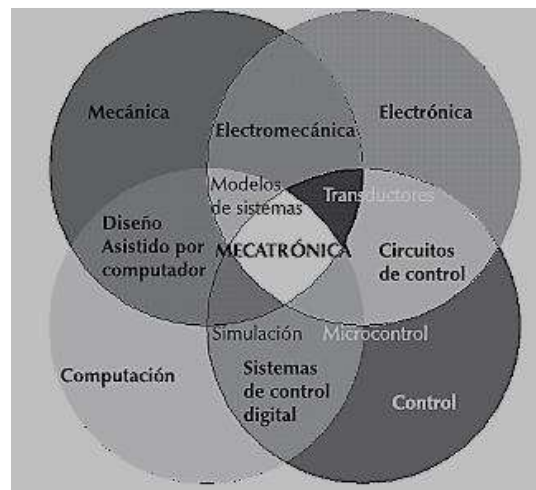 Mecánica
Electrónica
Electromecánica
Modelos
de sistemas
Transductores
Diseño
Asistido por
computador
MECATRÓNICA
Circuitos
de control
Simulación
Microcontrol
Computación
Sistemas
de control
digital
Control